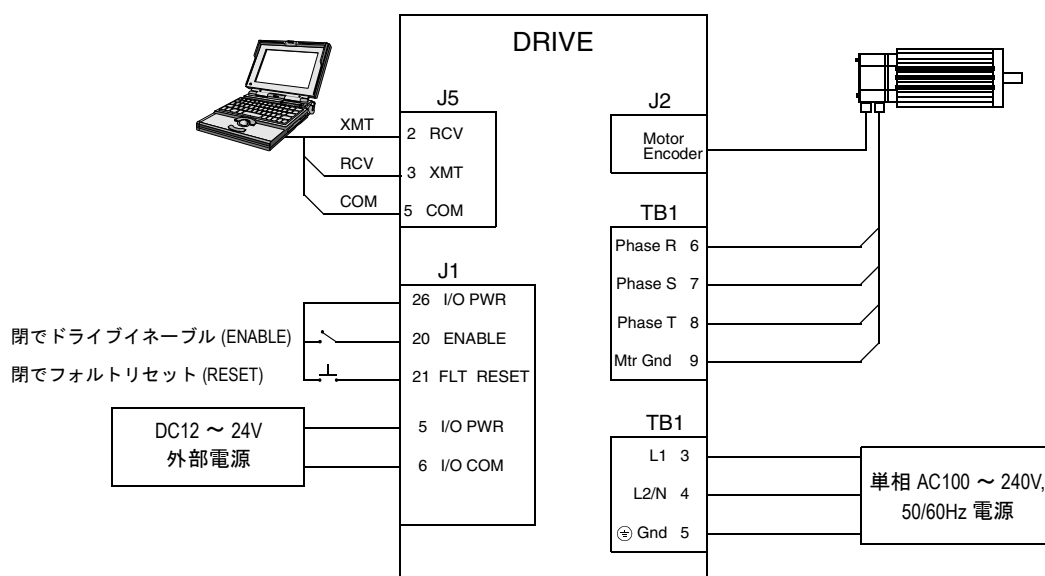 DRIVE
J5
XMT
2 RCV
RCV
3 XMT
COM
5 COM
J1
26 I/O PWR
閉でドライブイネーブル (ENABLE)
20 ENABLE
閉でフォルトリセット (RESET)
21 FLT RESET
DC12 ～ 24V
外部電源
5 I/O PWR
6 I/O COM
J2
Motor
Encoder
TB1
Phase R 6
Phase S 7
Phase T 8
Mtr Gnd 9
TB1
L1 3
L2/N 4
Gnd 5
単相 AC100 ～ 240V,
50/60Hz 電源